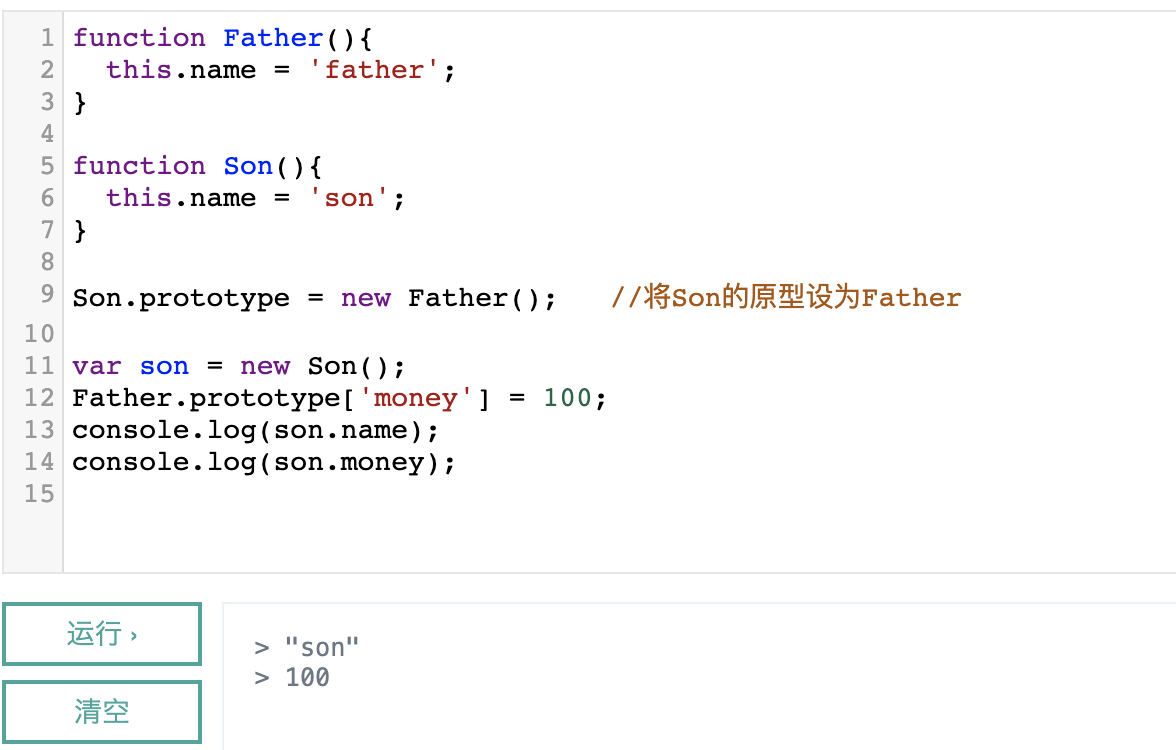 1 function Father(){
2   this.name = 'father';
3 }
4
5 function Son(){
6   this.name = 'son';
7 }
8
9 Son.prototype = new Father();   //将Son的原型设为Father
10
11 var son = new Son();
12 Father.prototype['money'] = 100;
13 console.log(son.name);
14 console.log(son.money);
15
运行 ›
> "son"
> 100
清空